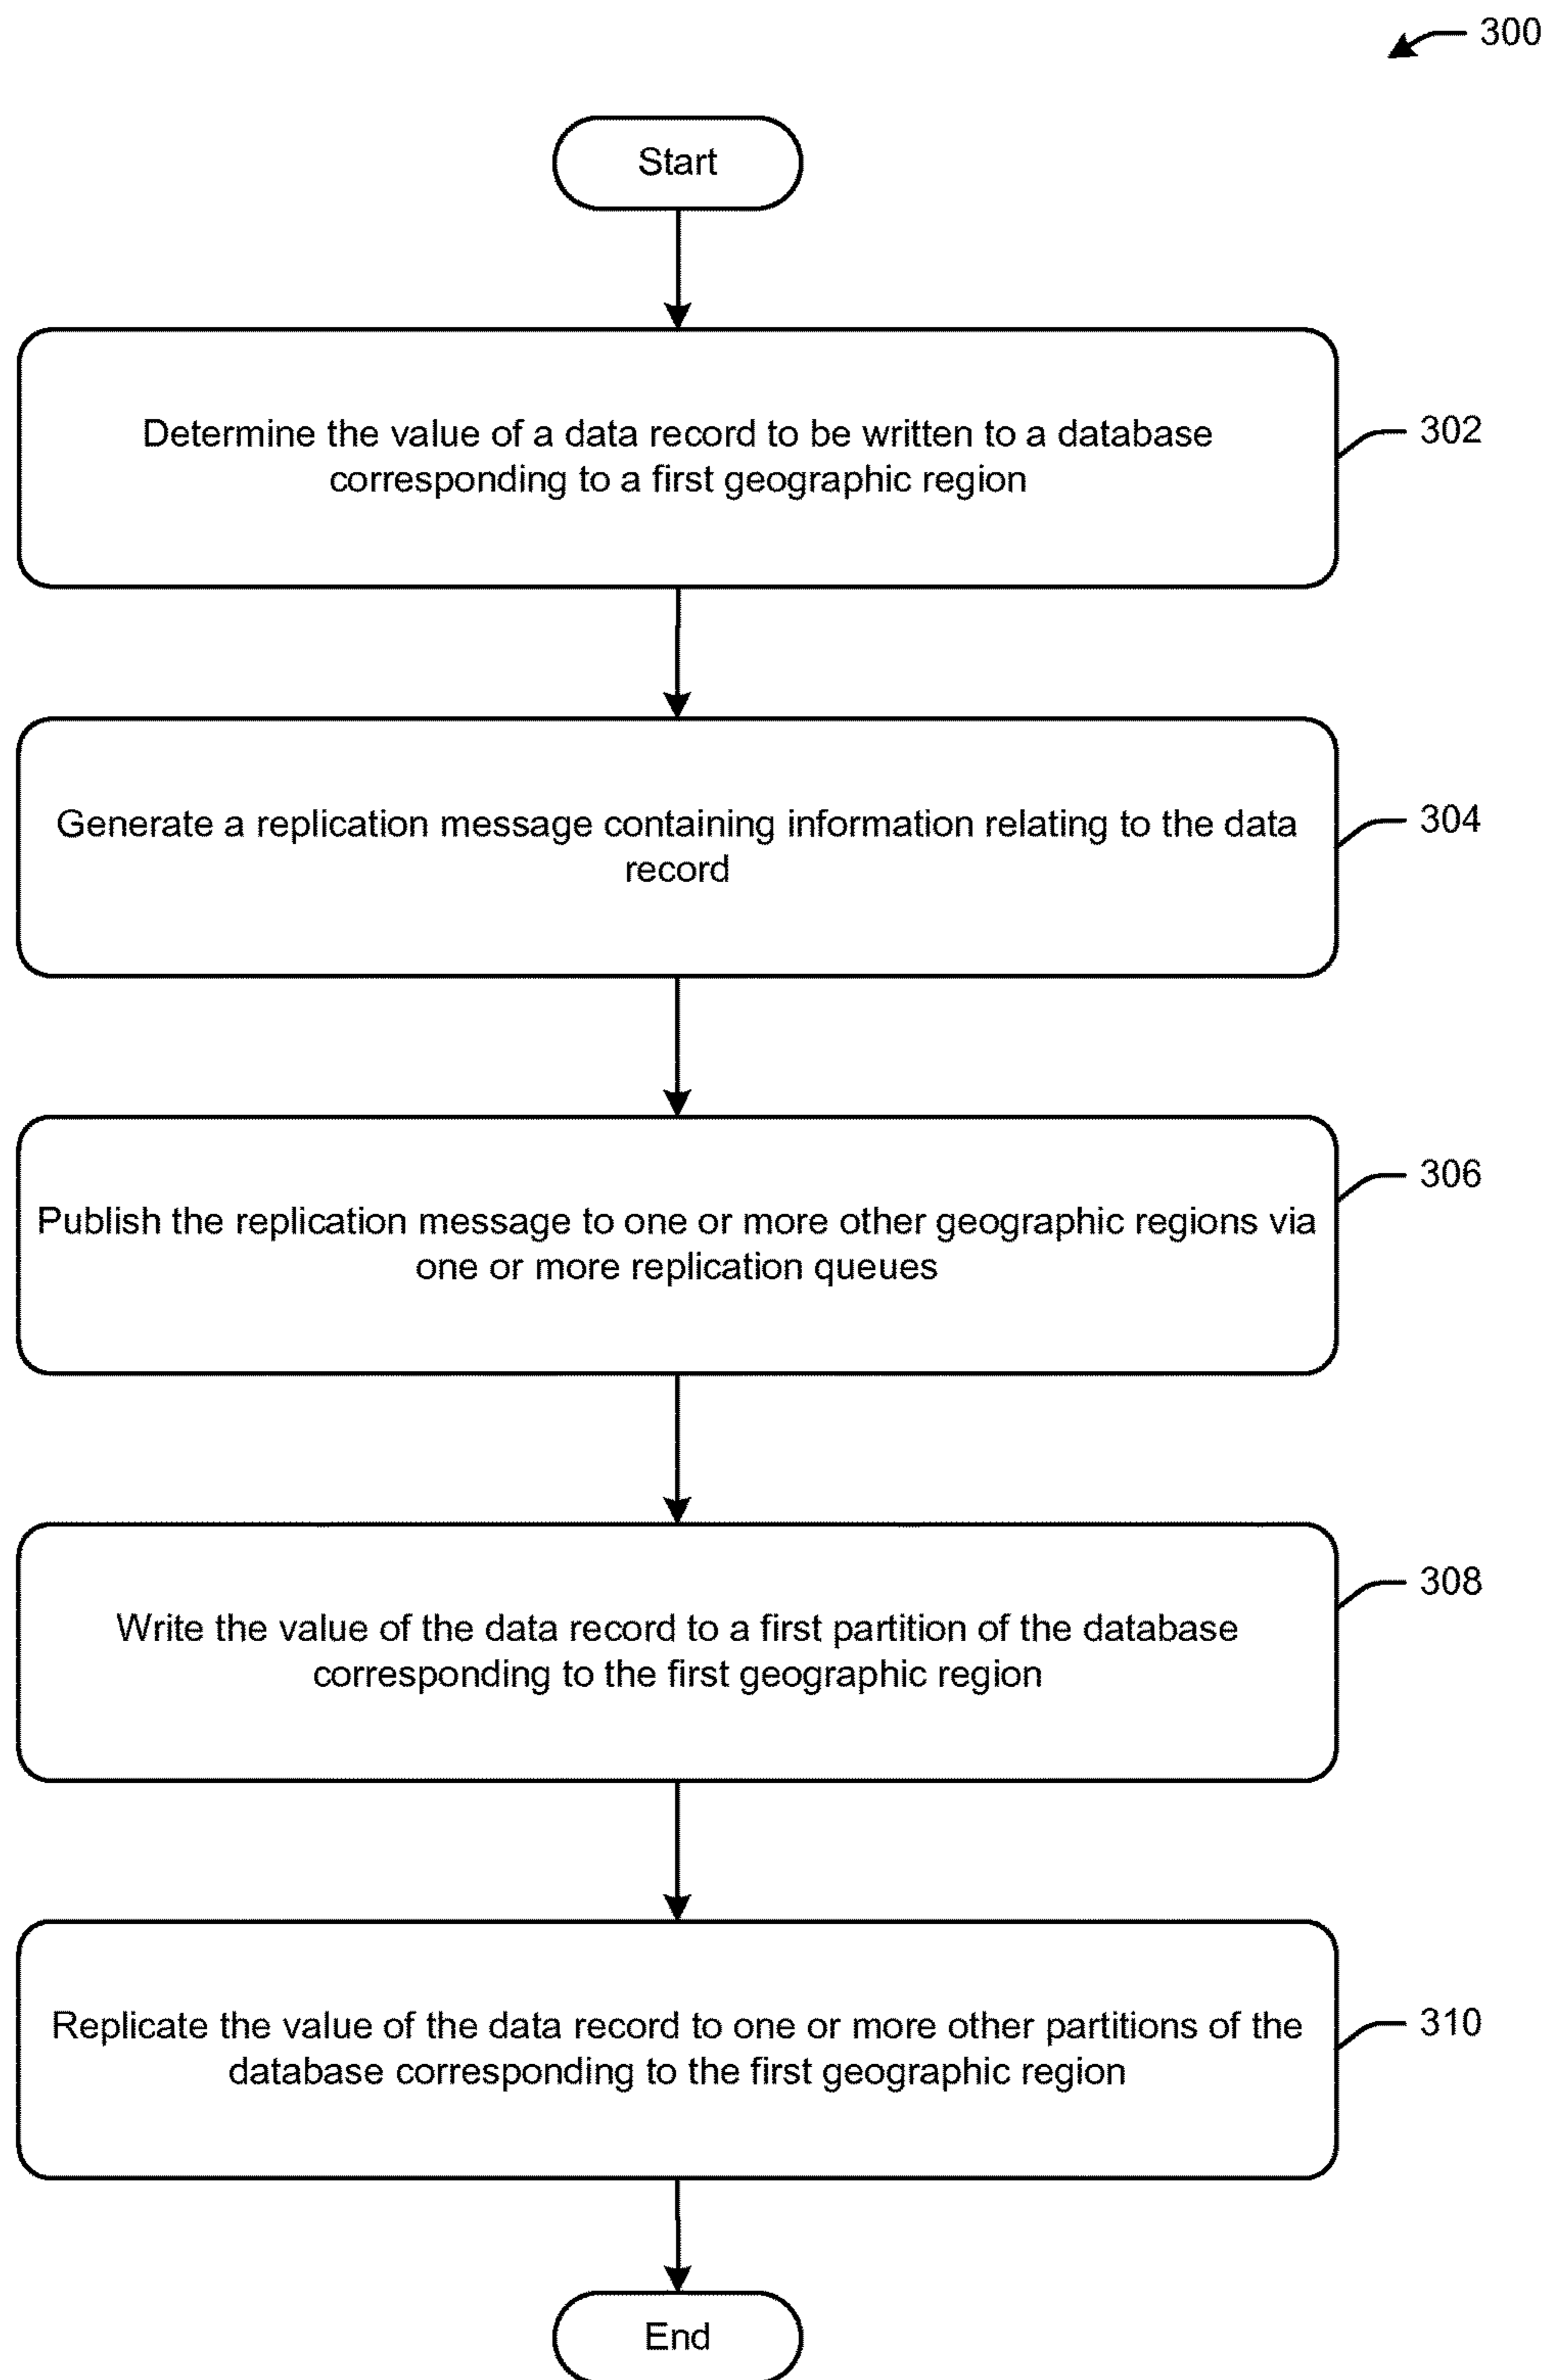 300
Start
Determine the value of a data record to be written to a database
corresponding to a first geographic region
302
Generate a replication message containing information relating to the data
record
304
Publish the replication message to one or more other geographic regions via
one or more replication queues
306
Write the value of the data record to a first partition of the database
corresponding to the first geographic region
308
Replicate the value of the data record to one or more other partitions of the
database corresponding to the first geographic region
310
End